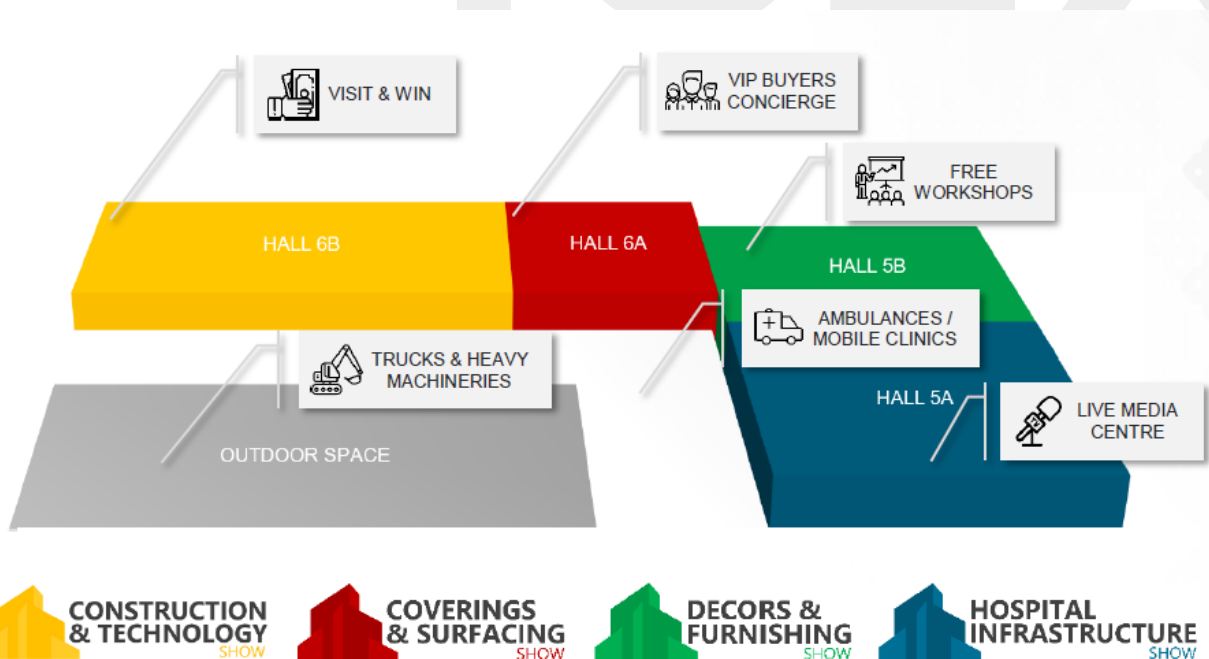 VISIT & WIN
VIP BUYERS
CONCIERGE
FREE
WORKSHOPS
HALL 6B
HALL 6A
HALL 5B
AMBULANCES /
MOBILE CLINICS
TRUCKS & HEAVY
MACHINERIES
HALL 5A
LIVE MEDIA
CENTRE
OUTDOOR SPACE
CONSTRUCTION
& TECHNOLOGY
SHOW
COVERINGS
& SURFACING
SHOW
DECORS &
FURNISHING
SHOW
HOSPITAL
INFRASTRUCTURE
SHOW